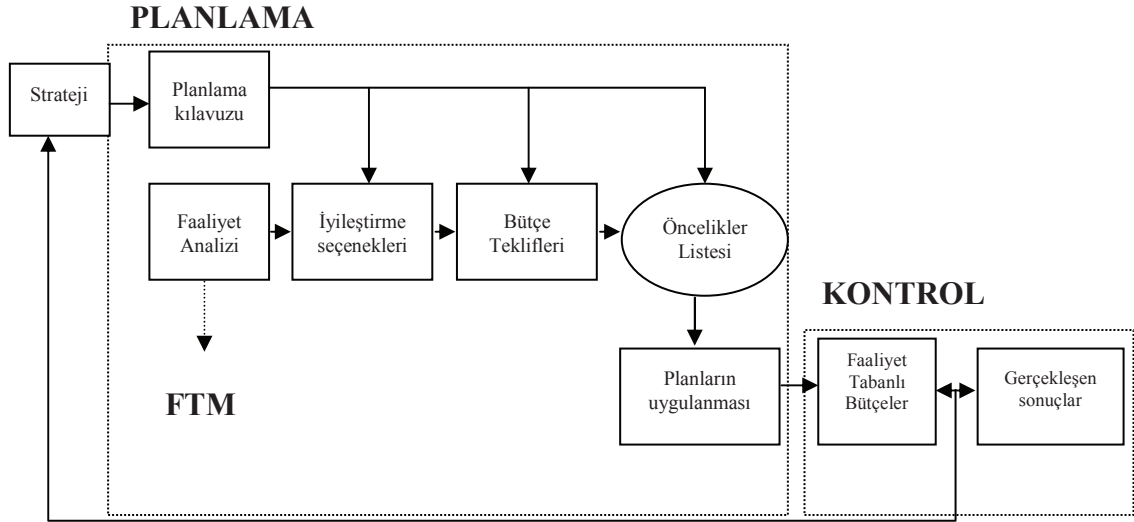 PLANLAMA
Strateji
Planlama
kılavuzu
Faaliyet
Analizi
İyileştirme
seçenekleri
Bütçe
Teklifleri
Öncelikler
Listesi
KONTROL
FTM
Planların
uygulanması
Faaliyet
Tabanlı
Bütçeler
Gerçekleşen
sonuçlar